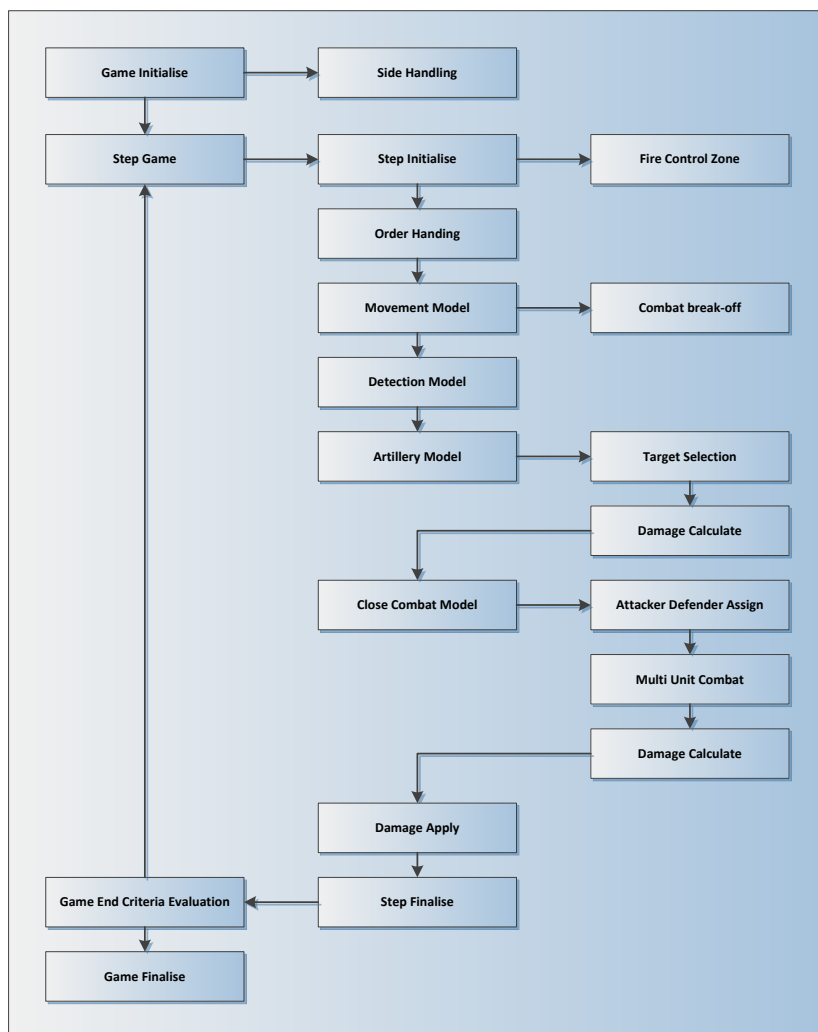 Game Initialise
Side Handling
Step Game
Step Initialise
Fire Control Zone
Order Handing
Movement Model
Combat break-off
Detection Model
Artillery Model
Target Selection
Damage Calculate
Close Combat Model
Attacker Defender Assign
Multi Unit Combat
Damage Calculate
Damage Apply
Game End Criteria Evaluation
Step Finalise
Game Finalise